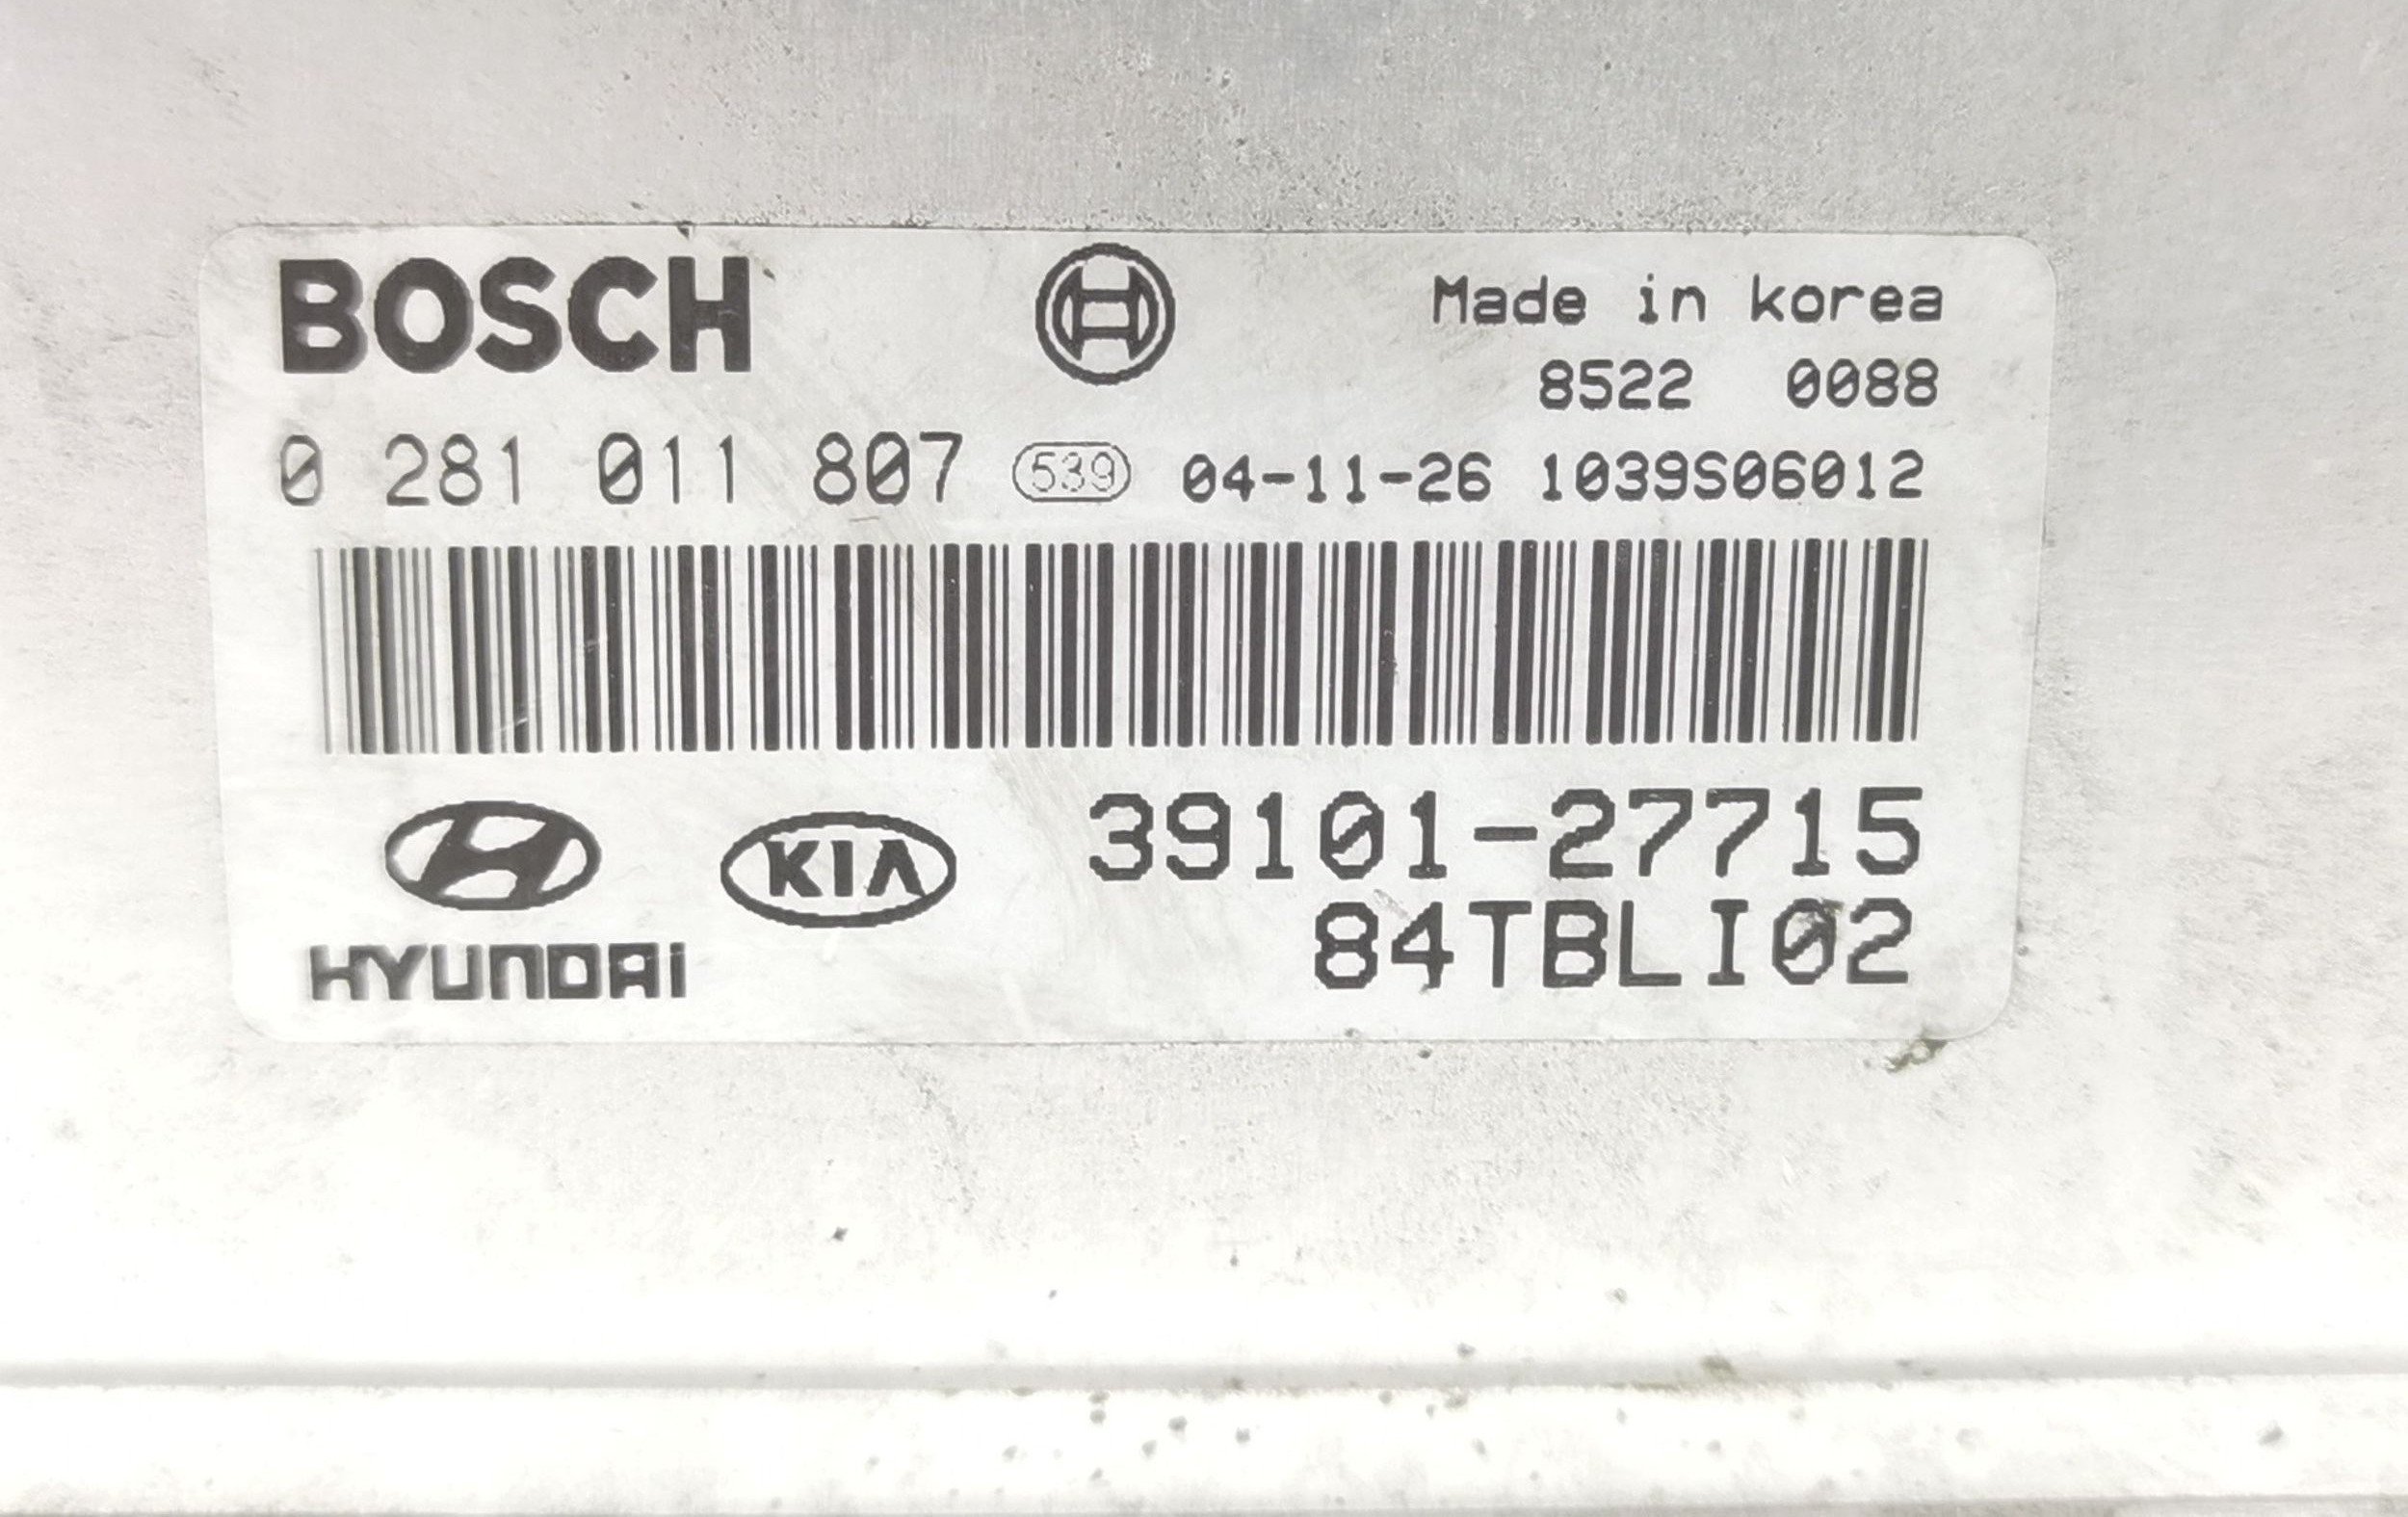 BOSCH
Made in korea
8522 0088
0 281 011 807 539 04-11-26 1039S06012
39101-27715
KIA
84TBLI02
HYUNDAI